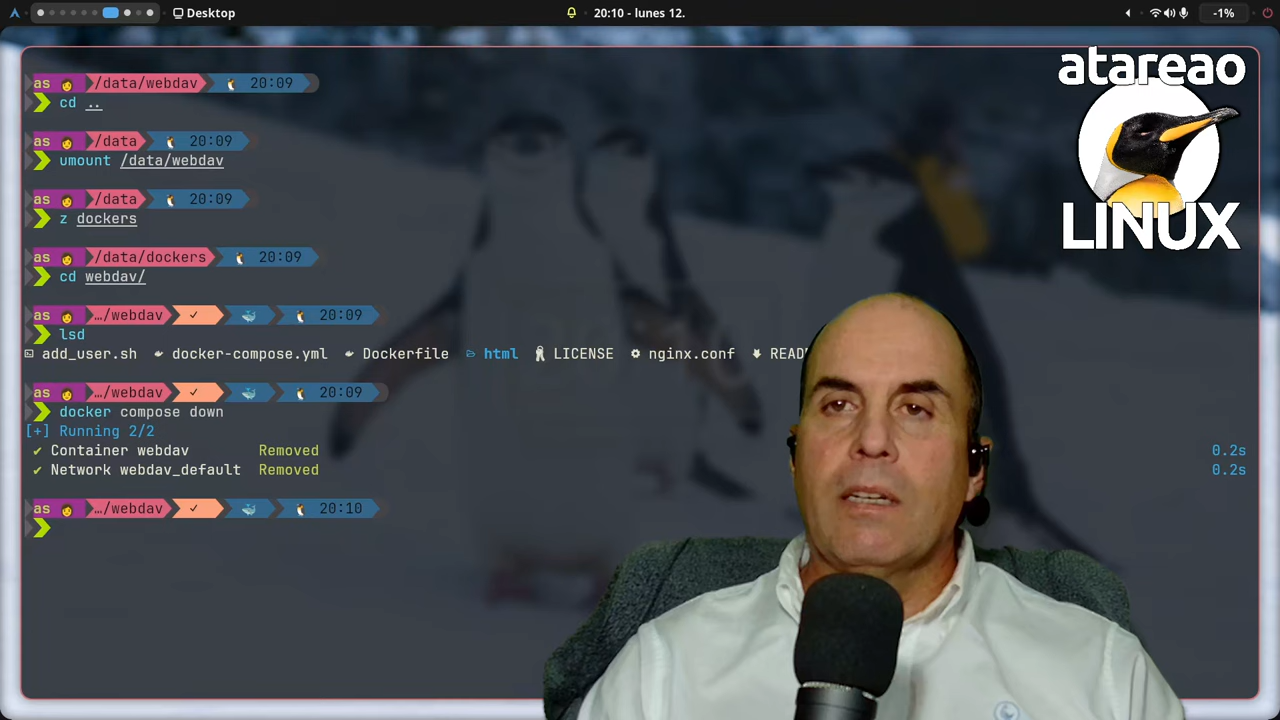 Desktop
20:10 - lunes 12.
-1%
as /data/webdav 20:09
cd ..
as /data 20:09
umount /data/webdav
as /data 20:09
z dockers
as /data/dockers 20:09
cd webdav/
as …/webdav ✓ 20:09
lsd
add_user.sh docker-compose.yml Dockerfile html LICENSE nginx.conf
as …/webdav ✓ 20:09
docker compose down
[+] Running 2/2
✔ Container webdav Removed 0.2s
✔ Network webdav_default Removed 0.2s
as …/webdav ✓ 20:10
atareao
LINUX